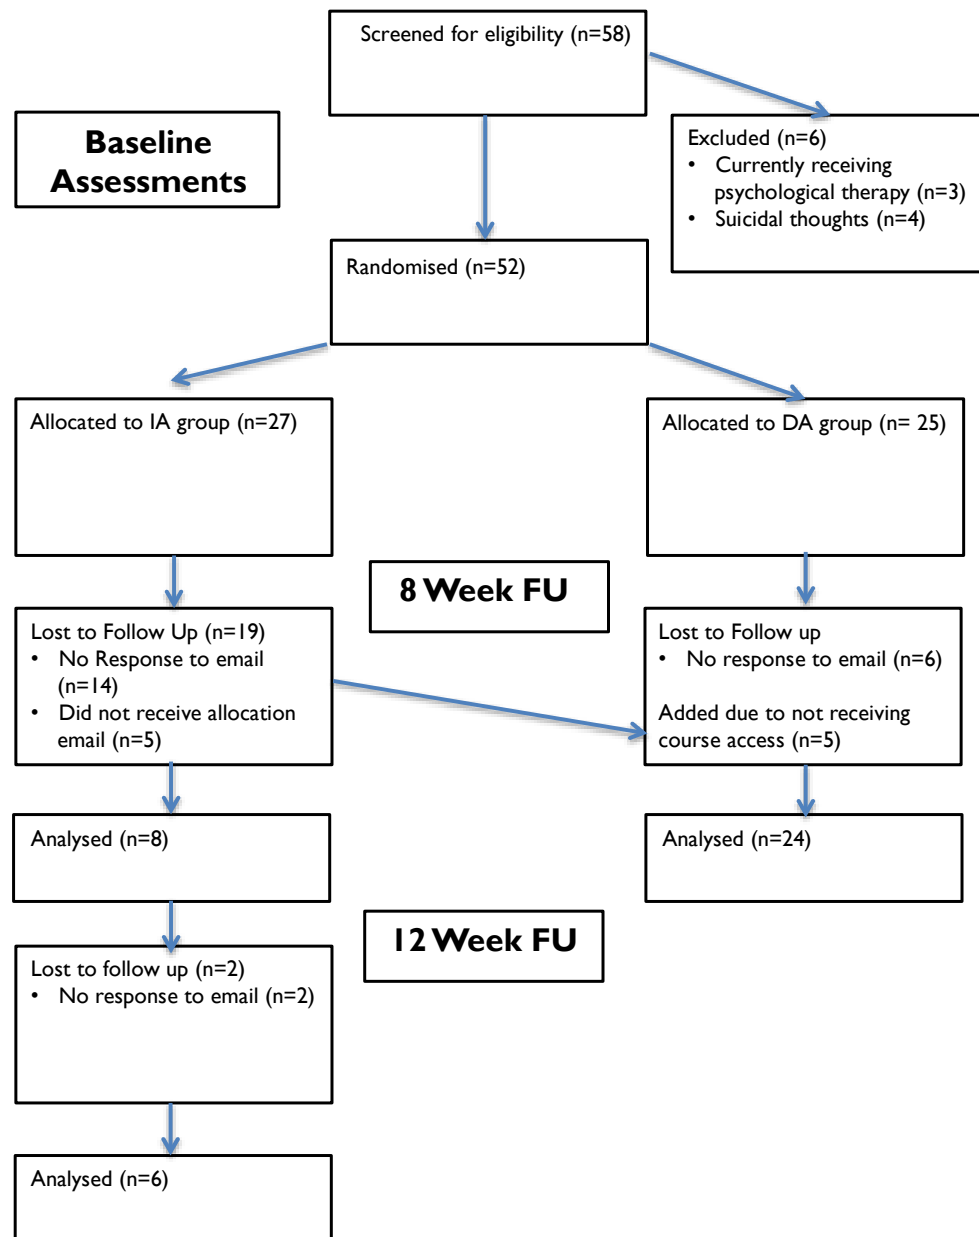 Screened for eligibility (n=58)
Baseline
Assessments
Excluded (n=6)
• Currently receiving
psychological therapy (n=3)
• Suicidal thoughts (n=4)
Randomised (n=52)
Allocated to IA group (n=27)
Allocated to DA group (n= 25)
8 Week FU
Lost to Follow Up (n=19)
• No Response to email
(n=14)
• Did not receive allocation
email (n=5)
Lost to Follow up
• No response to email (n=6)
Added due to not receiving
course access (n=5)
Analysed (n=8)
Analysed (n=24)
12 Week FU
Lost to follow up (n=2)
• No response to email (n=2)
Analysed (n=6)